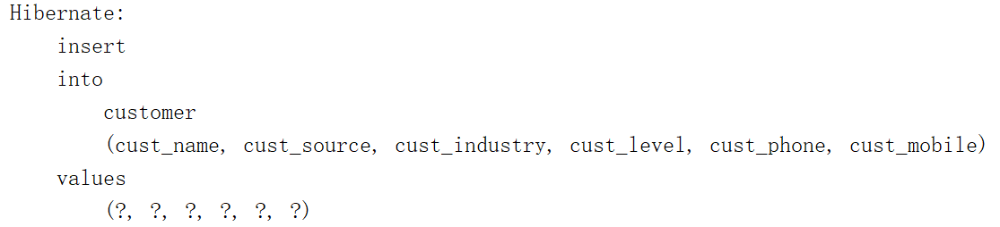 Hibernate:
    insert
    into
        customer
        (cust_name, cust_source, cust_industry, cust_level, cust_phone, cust_mobile)
    values
        (?, ?, ?, ?, ?, ?)